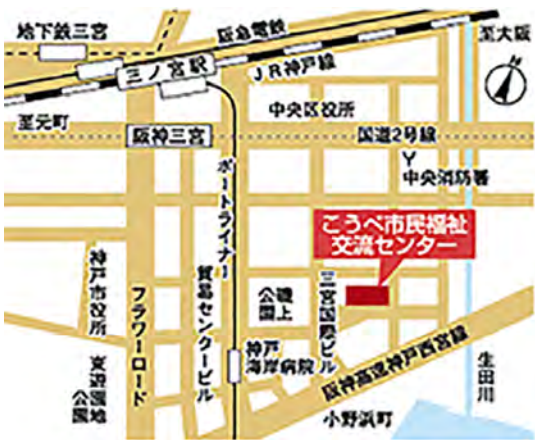 地下鉄三宮
阪急電鉄
至大阪
三ノ宮駅
JR神戸線
N
至元町
中央区役所
阪神三宮
国道2号線
Y
中央消防署
ポートライナー
こうべ市民福祉
交流センター
神戸市役所
フラワーロード
貿易センタービル
磯上
公園
三宮国際ビル
神戸
海岸病院
阪神高速神戸西宮線
東遊園地
公園
生田川
小野浜町